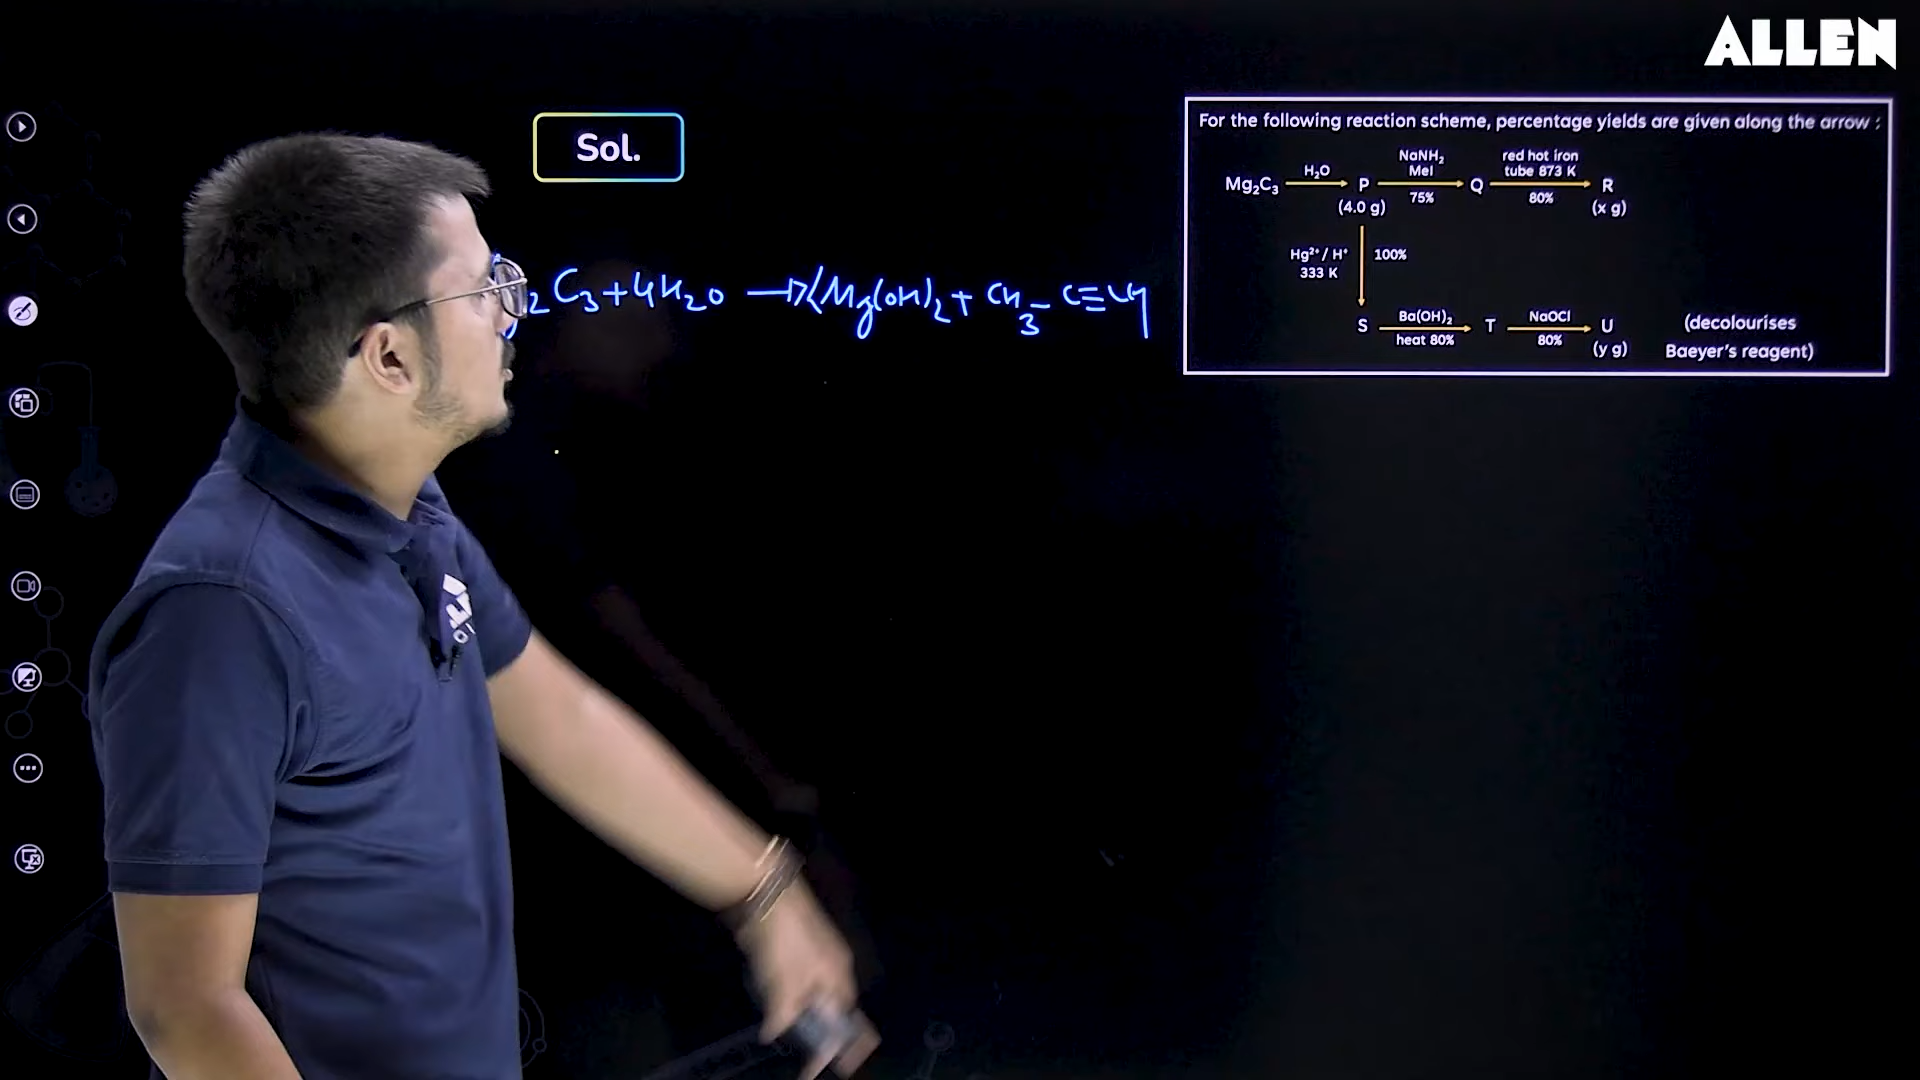 ALLEN
Sol.
₂C₃+4H₂O → 2Mg(OH)₂+ CH₃-C≡CH
For the following reaction scheme, percentage yields are given along the arrow :
Mg₂C₃ H₂O P NaNH₂ MeI 75% Q red hot iron tube 873 K 80% R
(4.0 g) (x g)
Hg²⁺/ H⁺ 333 K 100%
S Ba(OH)₂ heat 80% T NaOCl 80% U (decolourises
(y g) Baeyer's reagent)